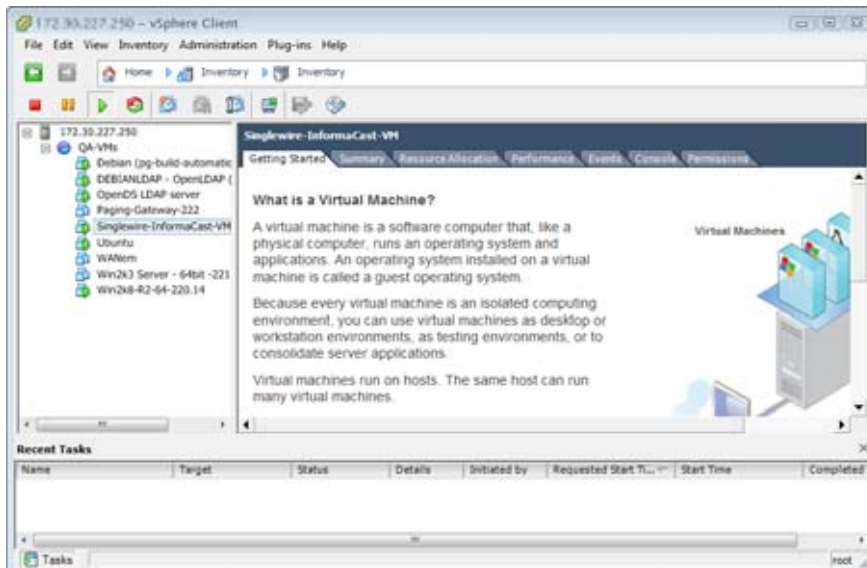 172.30.227.250 – vSphere Client
File Edit View Inventory Administration Plug-ins Help
Home Inventory Inventory
172.30.227.250
QA-VMs
Debian (pg-build-automatic
DEBIANLDAP - OpenLDAP (
OpenDS LDAP server
Paging-Gateway-222
Singlewire-InformaCast-VM
Ubuntu
WANem
Win2k3 Server - 64bit -221
Win2k8-R2-64-220.14
Singlewire-InformaCast-VM
Getting Started Summary Resource Allocation Performance Events Console Permissions
What is a Virtual Machine?
A virtual machine is a software computer that, like a
physical computer, runs an operating system and
applications. An operating system installed on a virtual
machine is called a guest operating system.
Because every virtual machine is an isolated computing
environment, you can use virtual machines as desktop or
workstation environments, as testing environments, or to
consolidate server applications.
Virtual machines run on hosts. The same host can run
many virtual machines.
Virtual Machines
Recent Tasks
Name Target Status Details Initiated by Requested Start Ti... Start Time Completed
Tasks
root